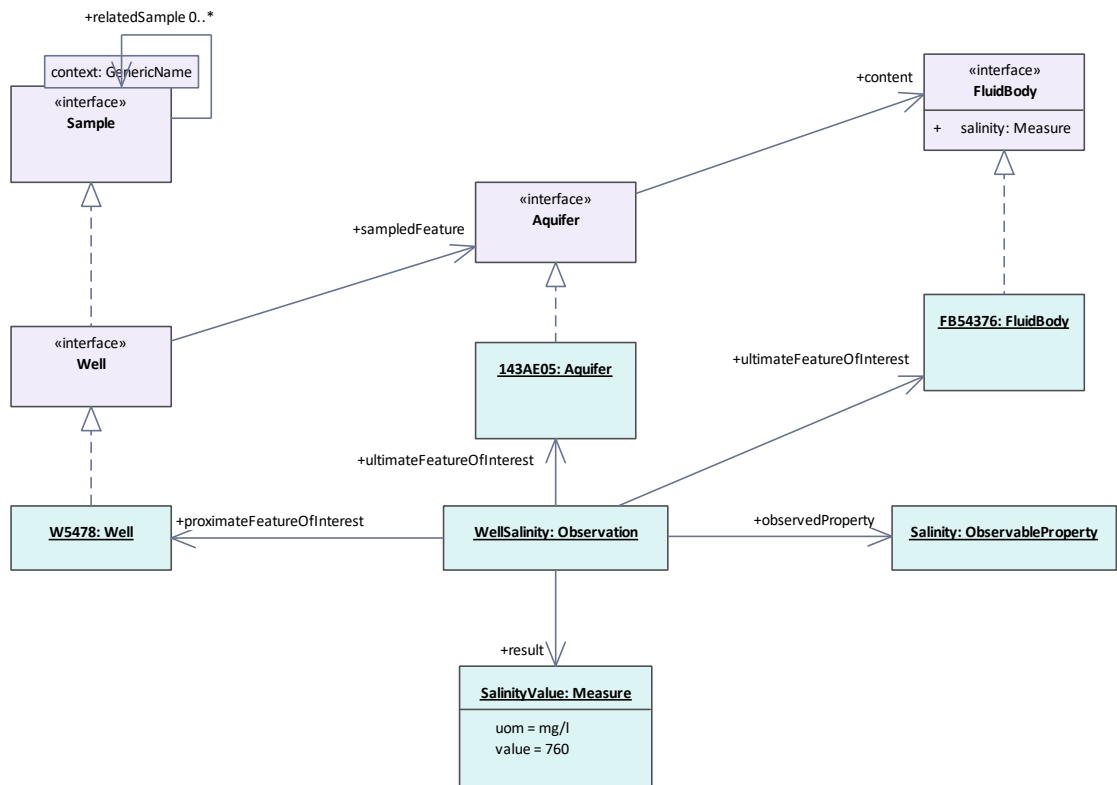 +relatedSample 0..*
context: GenericName
«interface»
Sample
«interface»
FluidBody
+ salinity: Measure
+content
«interface»
Aquifer
+sampledFeature
«interface»
Well
FB54376: FluidBody
143AE05: Aquifer
+ultimateFeatureOfInterest
+ultimateFeatureOfInterest
W5478: Well
+proximateFeatureOfInterest
WellSalinity: Observation
+observedProperty
Salinity: ObservableProperty
+result
SalinityValue: Measure
uom = mg/l
value = 760